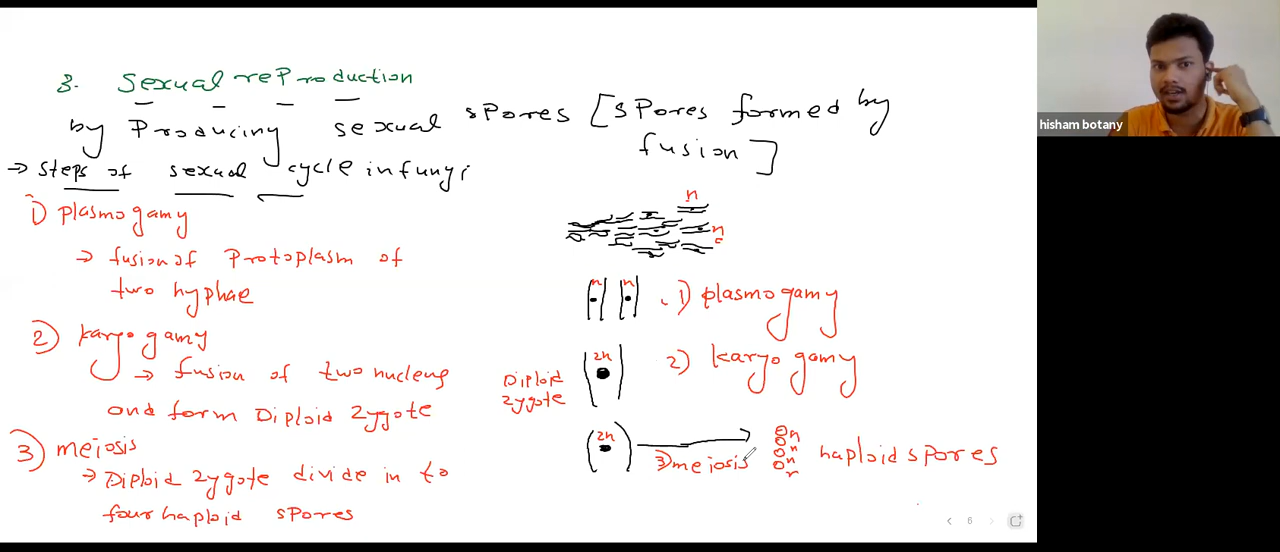 3. Sexual reProduction
by Producing sexual sPores [sPores formed by
fusion]
→ steps of sexual cycle in fungi
1) plasmogamy
→ fusion of Protoplasm of
two hyphae
2) karyogamy
→ fusion of two nucleus
and form Diploid zygote
3) meiosis
→ Diploid zygote divide in to
four haploid spores
n
n
n n
1) plasmogamy
2n
2) karyogamy
Diploid
zygote
2n
3) meiosis
n
n
n
haploid spores
hisham botany
6